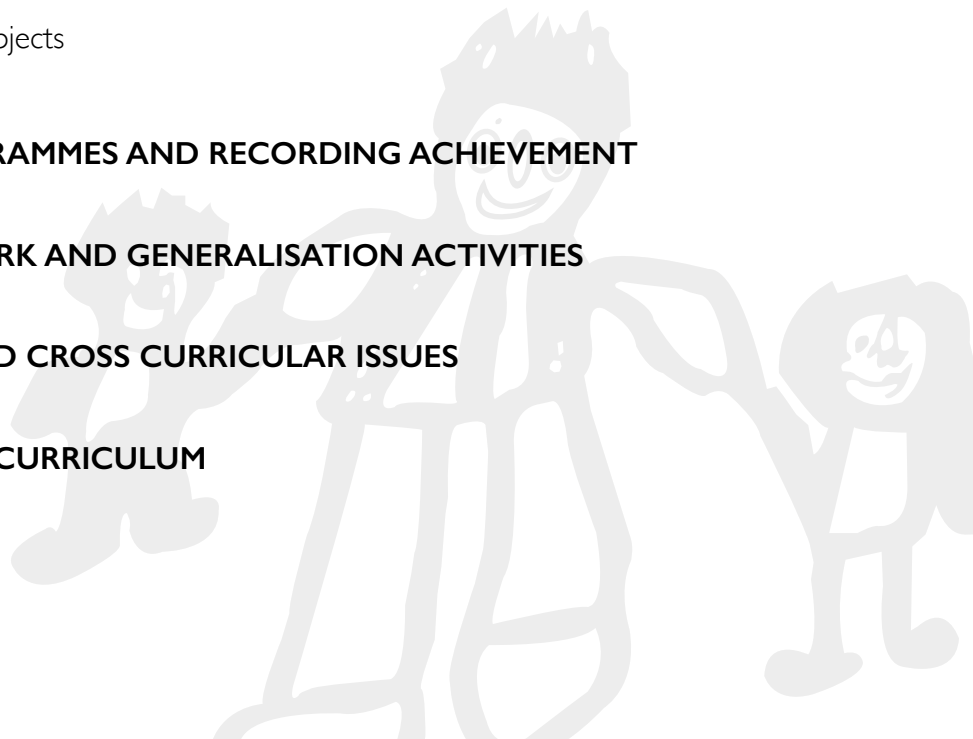 bjects
RAMMES AND RECORDING ACHIEVEMENT
RK AND GENERALISATION ACTIVITIES
D CROSS CURRICULAR ISSUES
CURRICULUM